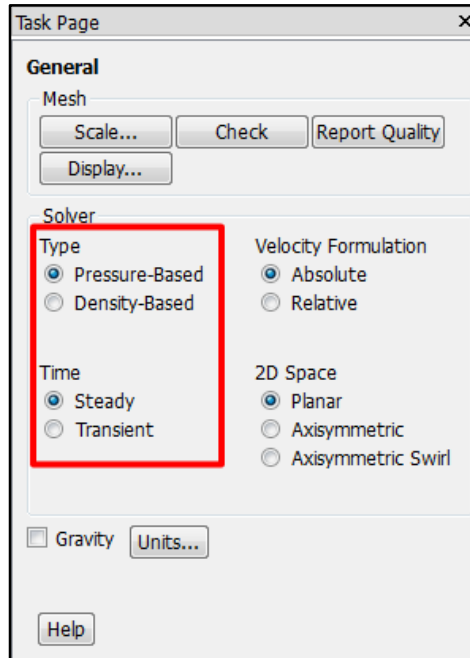 Task Page
General
Mesh
Scale...
Check
Report Quality
Display...
Solver
Type
Pressure-Based
Density-Based
Velocity Formulation
Absolute
Relative
Time
Steady
Transient
2D Space
Planar
Axisymmetric
Axisymmetric Swirl
Gravity
Units...
Help